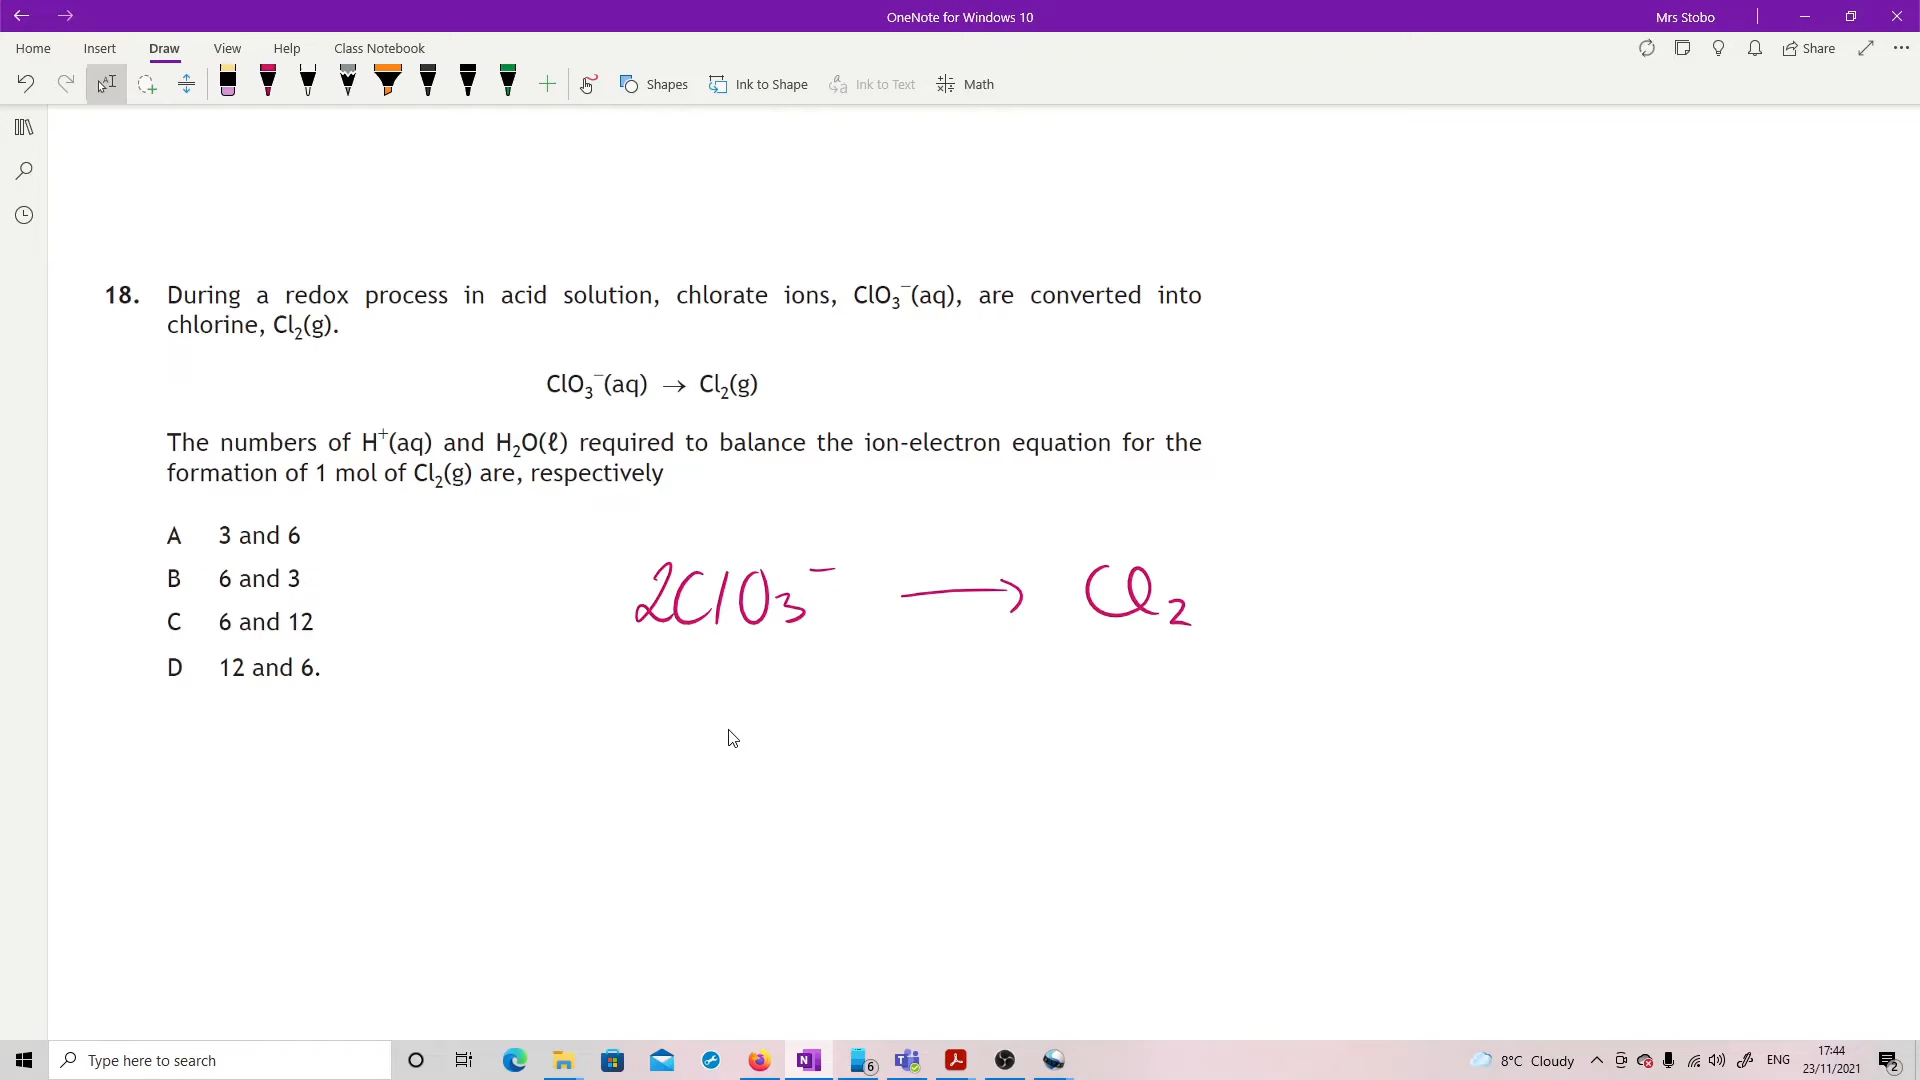 OneNote for Windows 10
Mrs Stobo
Home Insert Draw View Help Class Notebook
Share
Shapes Ink to Shape Ink to Text Math
18. During a redox process in acid solution, chlorate ions, ClO₃⁻(aq), are converted into
chlorine, Cl₂(g).
ClO₃⁻(aq) → Cl₂(g)
The numbers of H⁺(aq) and H₂O(ℓ) required to balance the ion-electron equation for the
formation of 1 mol of Cl₂(g) are, respectively
A 3 and 6
B 6 and 3
C 6 and 12
D 12 and 6.
2ClO₃⁻ → Cl₂
Type here to search
6
8°C Cloudy
ENG
17:44
23/11/2021
2